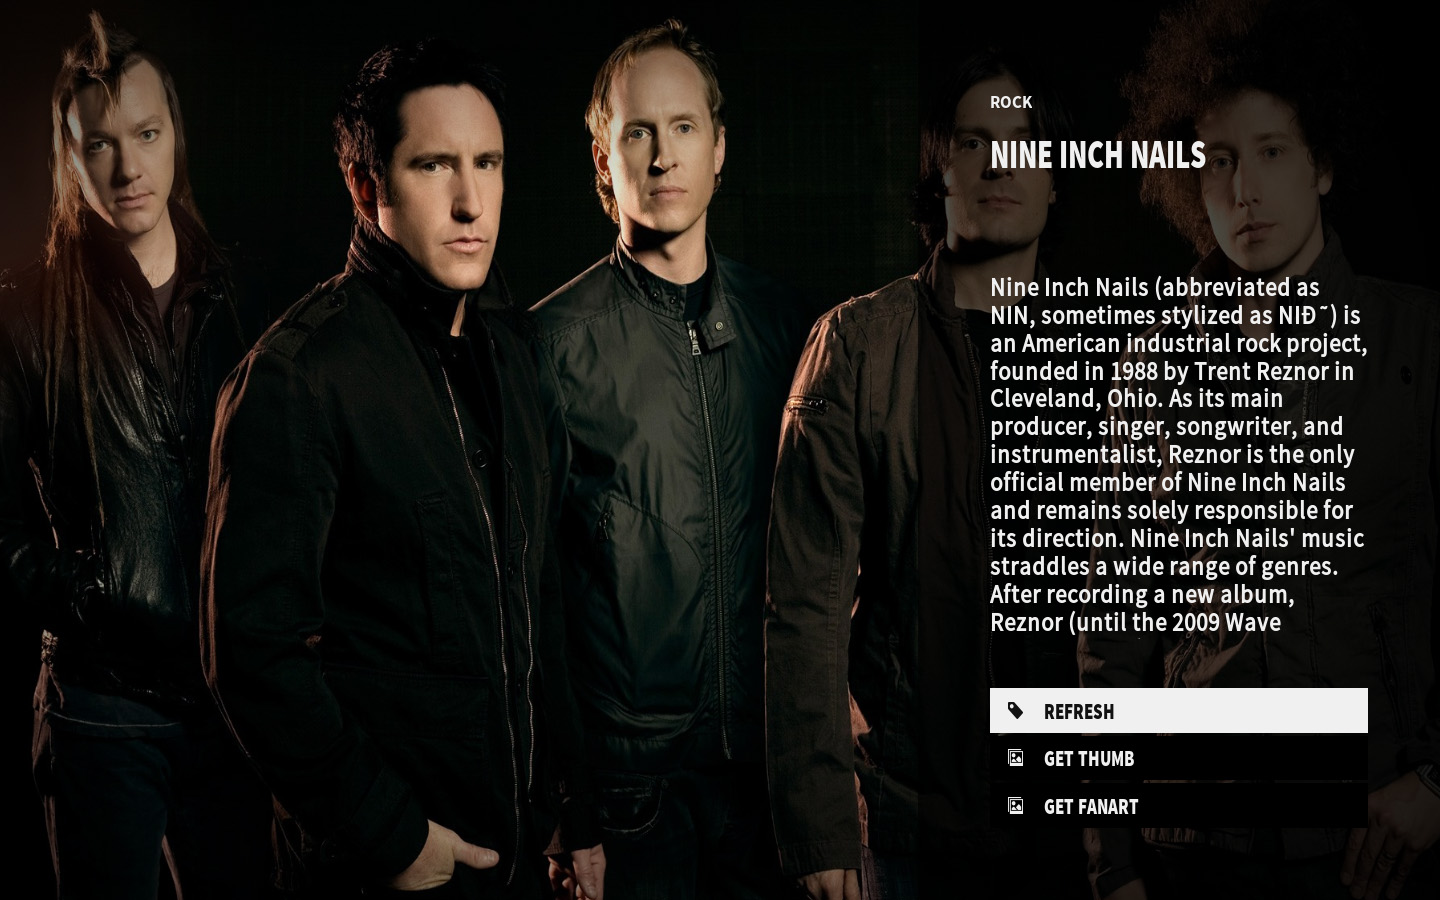 ROCK
NINE INCH NAILS
Nine Inch Nails (abbreviated as
NIN, sometimes stylized as NIÐ˜) is
an American industrial rock project,
founded in 1988 by Trent Reznor in
Cleveland, Ohio. As its main
producer, singer, songwriter, and
instrumentalist, Reznor is the only
official member of Nine Inch Nails
and remains solely responsible for
its direction. Nine Inch Nails' music
straddles a wide range of genres.
After recording a new album,
Reznor (until the 2009 Wave
REFRESH
GET THUMB
GET FANART